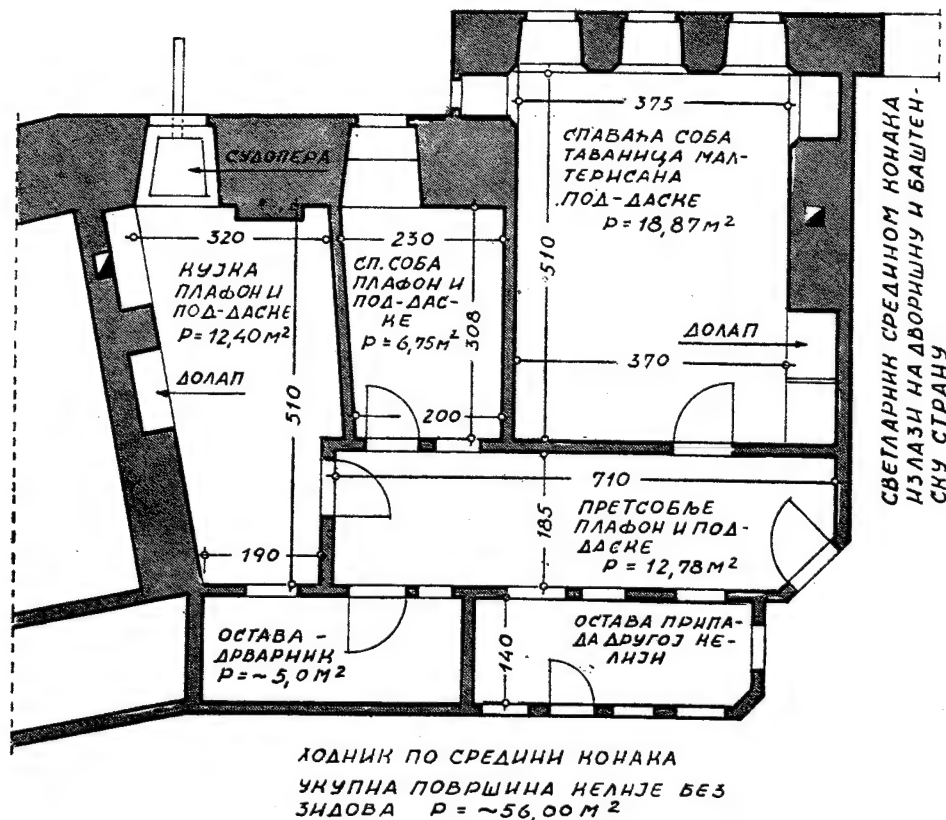 375
СПАВАЋА СОБА
ТАВАНИЦА МАЛ-
ТЕРИСАНА
ПОД-ДАСКЕ
P=18,87 м²
510
ДОЛАП
370
СУДОПЕРА
320
КУЈНА
ПЛАФОН И
ПОД-ДАСКЕ
P=12,40 м²
ДОЛАП
510
190
230
СП. СОБА
ПЛАФОН И
ПОД-ДАС-
КЕ
P=6,75 м²
308
200
710
185
ПРЕТСОБЉЕ
ПЛАФОН И ПОД-
ДАСКЕ
P=12,78 м²
ОСТАВА -
ДРВАРНИК
P=~5,0 м²
140
ОСТАВА ПРИПА-
ДА ДРУГОЈ КЕ-
ЛИЈИ
СВЕТЛАРНИК СРЕДИНОМ КОНАКА
ИЗЛАЗИ НА ДВОРИШНУ И БАШТЕН-
СКУ СТРАНУ
ХОДНИК ПО СРЕДИНИ КОНАКА
УКУПНА ПОВРШИНА КЕЛИЈЕ БЕЗ
ЗИДОВА P=~56,00 м²